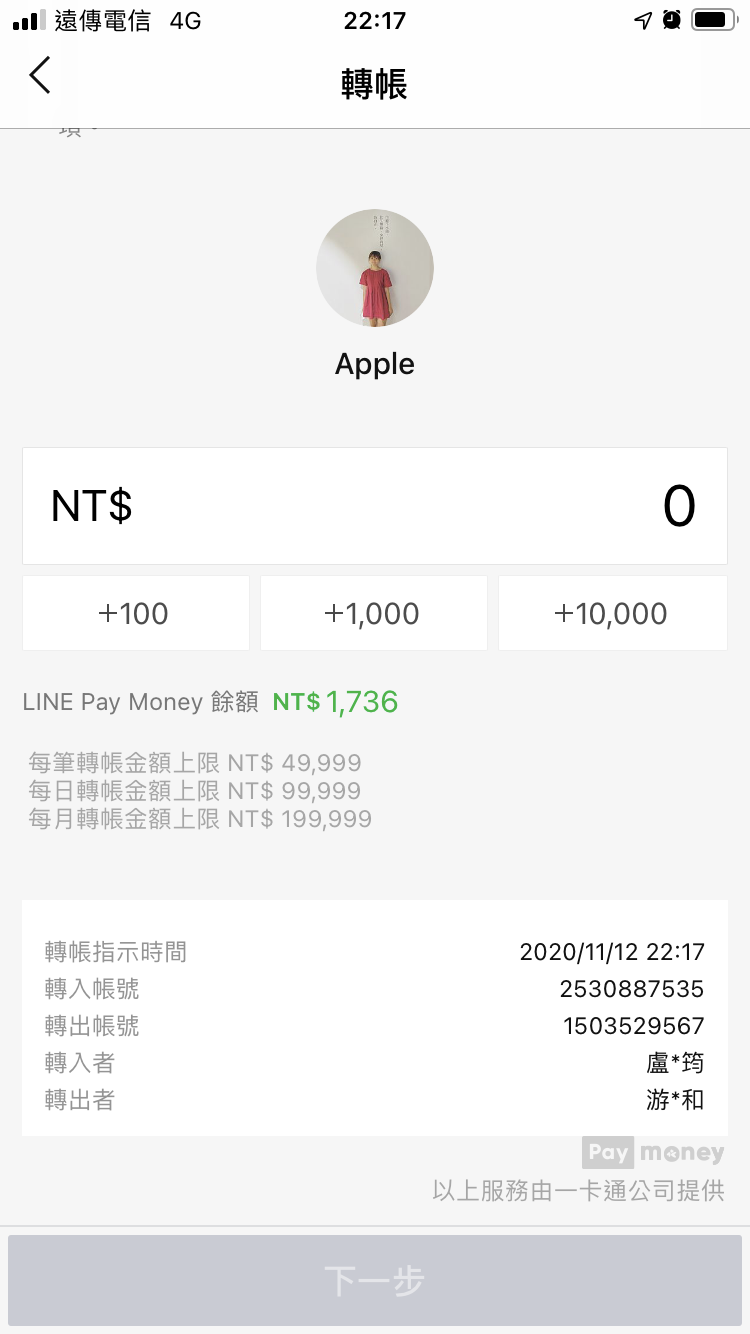 遠傳電信 4G 22:17
轉帳
Apple
NT$ 0
+100 +1,000 +10,000
LINE Pay Money 餘額 NT$ 1,736
每筆轉帳金額上限 NT$ 49,999
每日轉帳金額上限 NT$ 99,999
每月轉帳金額上限 NT$ 199,999
轉帳指示時間 2020/11/12 22:17
轉入帳號 2530887535
轉出帳號 1503529567
轉入者 盧*筠
轉出者 游*和
Pay money
以上服務由一卡通公司提供
下一步